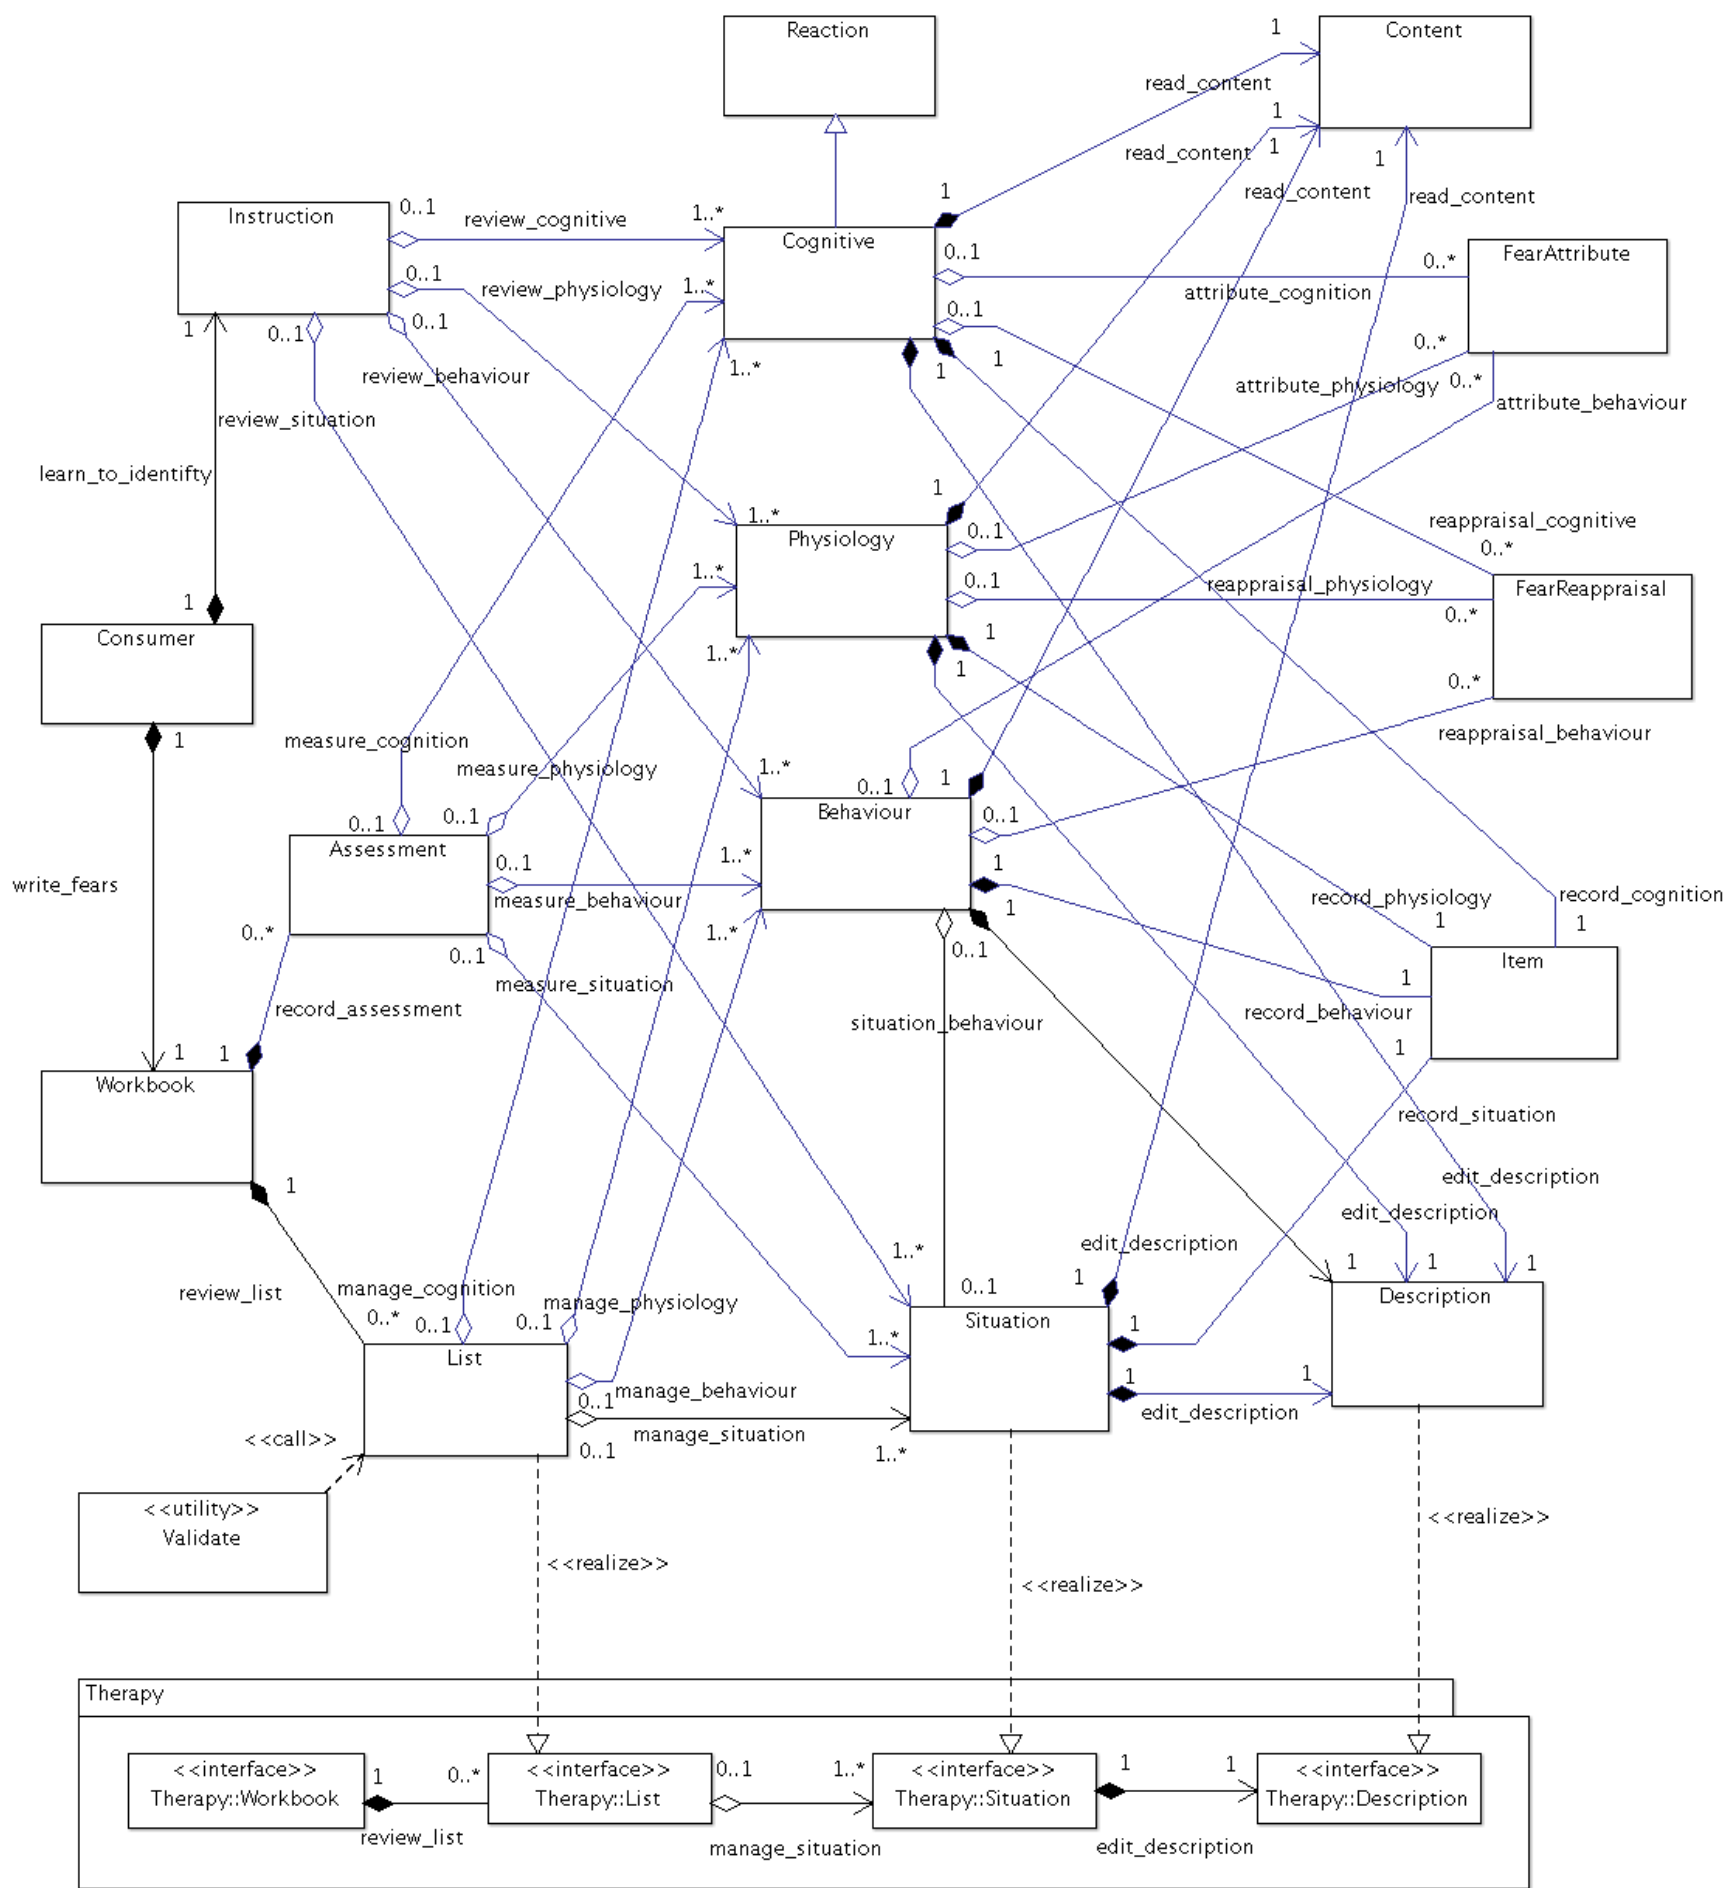 Reaction
Content
1
read_content
1
read_content
1
read_content
1
read_content
Instruction
0..1
review_cognitive
1..*
1
Cognitive
0..1
0..*
FearAttribute
attribute_cognition
0..1
review_physiology
1..*
0..1
1
0..1
0..1
1..*
1
1
0..*
review_behaviour
attribute_physiology
0..*
attribute_behaviour
review_situation
learn_to_identifty
1
1..*
Physiology
0..1
reappraisal_cognitive
0..*
1..*
0..1
reappraisal_physiology
FearReappraisal
0..*
1
Consumer
1
1..*
1
0..*
1
measure_cognition
measure_physiology
reappraisal_behaviour
1..*
0..1
1
Behaviour
0..1
0..1
0..1
Assessment
0..1
1..*
1
write_fears
measure_behaviour
record_physiology
record_cognition
1
1
1
0..*
1..*
0..1
0..1
Item
measure_situation
1
record_assessment
situation_behaviour
record_behaviour
1
1
1
Workbook
record_situation
1
edit_description
edit_description
edit_description
1..*
1
1
1
1
review_list
manage_cognition
0..1
0..*
0..1
0..1
manage_physiology
Situation
1
Description
1..*
List
1
1
manage_behaviour
0..1
edit_description
manage_situation
<<call>>
0..1
1..*
<<utility>>
Validate
<<realize>>
<<realize>>
<<realize>>
Therapy
<<interface>>
Therapy::Workbook
1
0..*
review_list
<<interface>>
Therapy::List
0..1
1..*
manage_situation
<<interface>>
Therapy::Situation
1
1
edit_description
<<interface>>
Therapy::Description